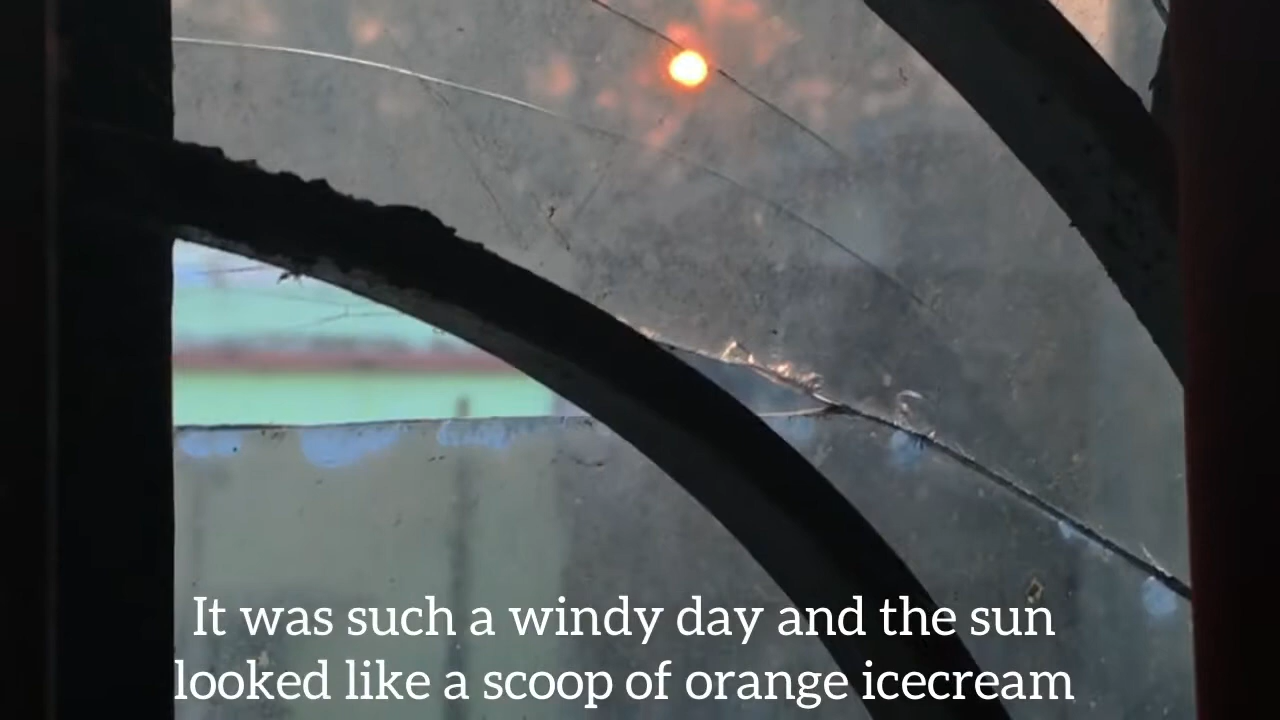 It was such a windy day and the sun
looked like a scoop of orange icecream